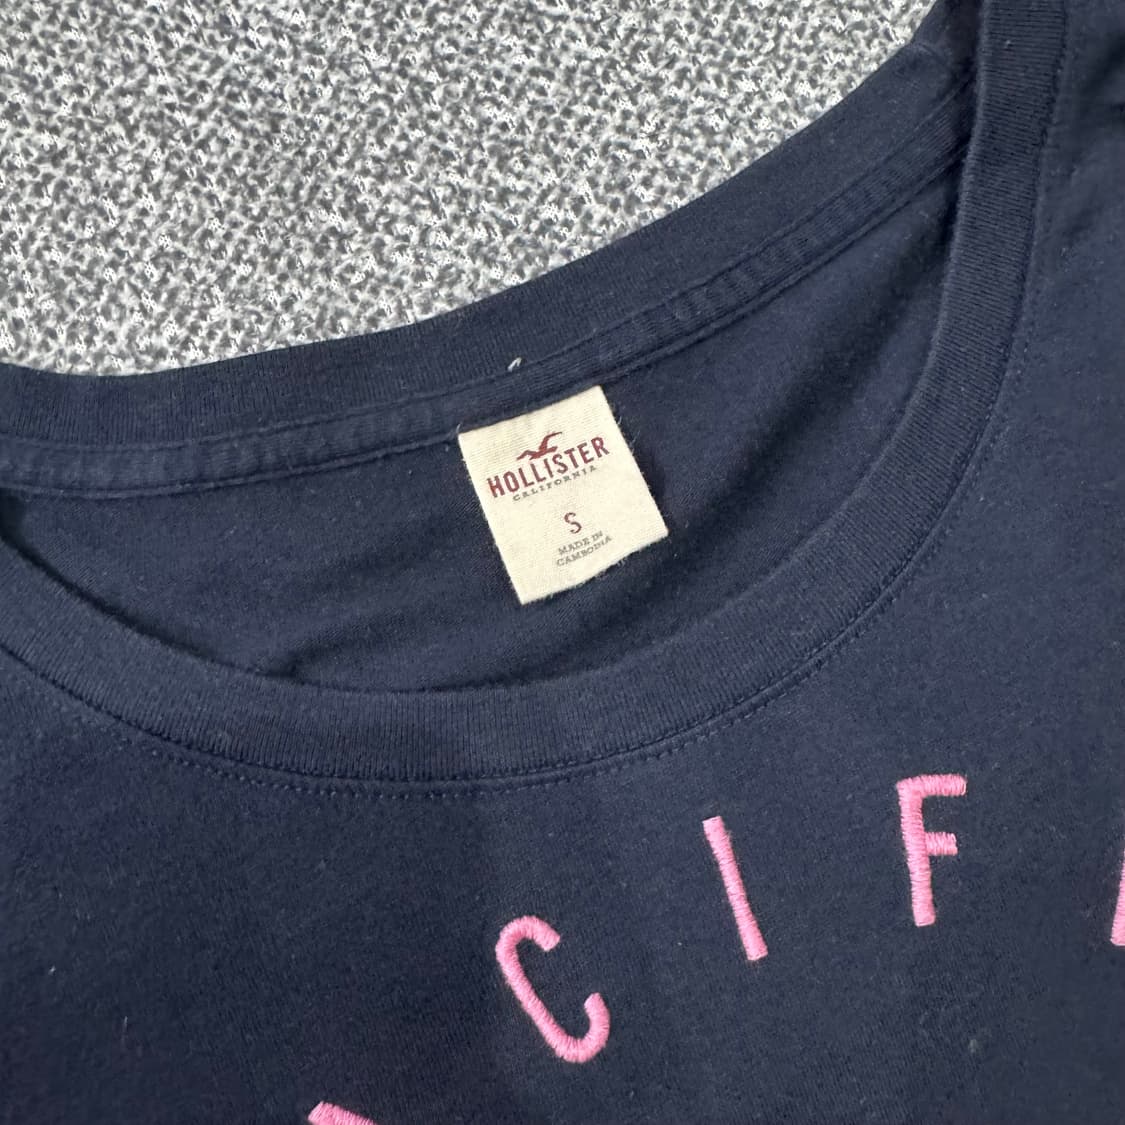 HOLLISTER
CALIFORNIA
S
MADE IN
CAMBODIA
CIF